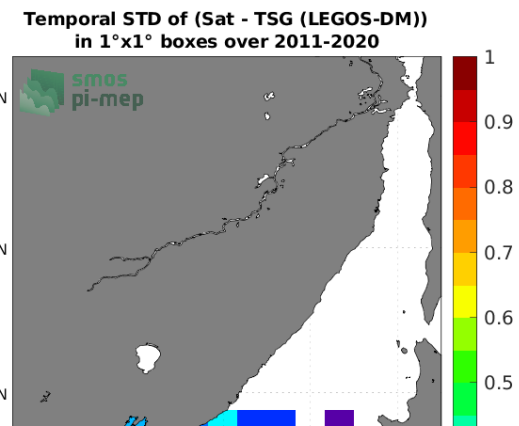 Temporal STD of (Sat - TSG (LEGOS-DM))
in 1°x1° boxes over 2011-2020
smos
pi-mep
N
N
N
1
0.9
0.8
0.7
0.6
0.5